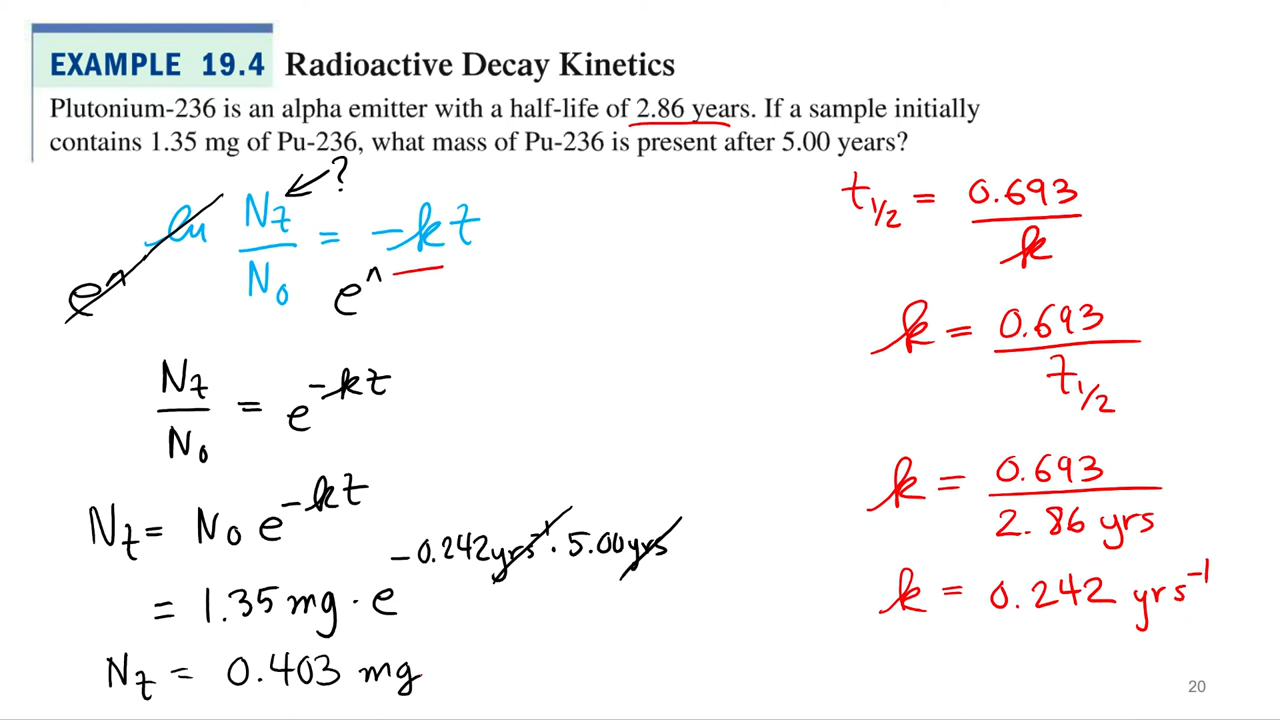 EXAMPLE 19.4 Radioactive Decay Kinetics
Plutonium-236 is an alpha emitter with a half-life of 2.86 years. If a sample initially
contains 1.35 mg of Pu-236, what mass of Pu-236 is present after 5.00 years?
?
e^ ln Nt/N0 = -kt
e^
Nt/N0 = e^-kt
Nt = N0 e^-kt
= 1.35 mg · e^-0.242 yrs^-1 · 5.00 yrs
Nt = 0.403 mg
t1/2 = 0.693/k
k = 0.693/t1/2
k = 0.693/2.86 yrs
k = 0.242 yrs^-1
20